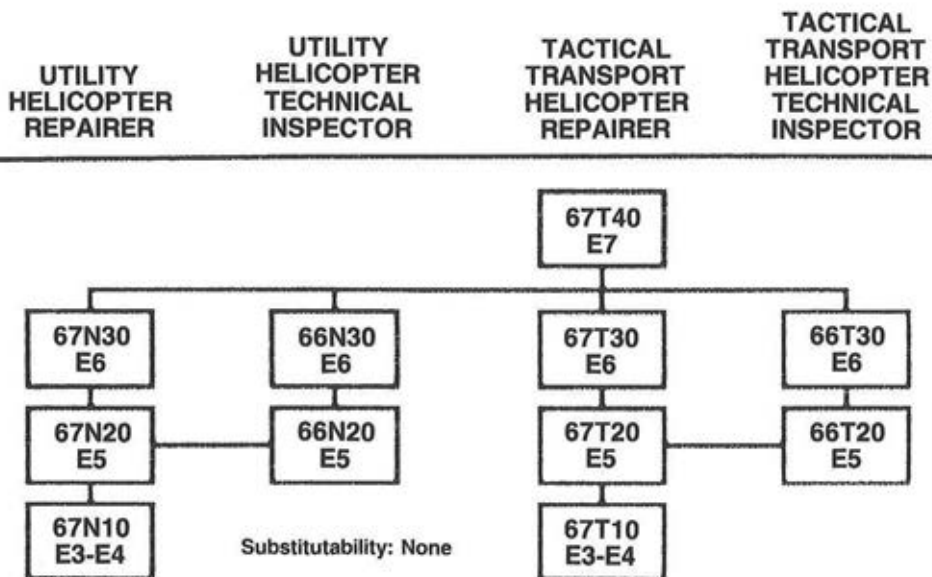 UTILITY
HELICOPTER
REPAIRER
UTILITY
HELICOPTER
TECHNICAL
INSPECTOR
TACTICAL
TRANSPORT
HELICOPTER
REPAIRER
TACTICAL
TRANSPORT
HELICOPTER
TECHNICAL
INSPECTOR
67T40
E7
67N30
E6
66N30
E6
67T30
E6
66T30
E6
67N20
E5
66N20
E5
67T20
E5
66T20
E5
67N10
E3-E4
Substitutability: None
67T10
E3-E4